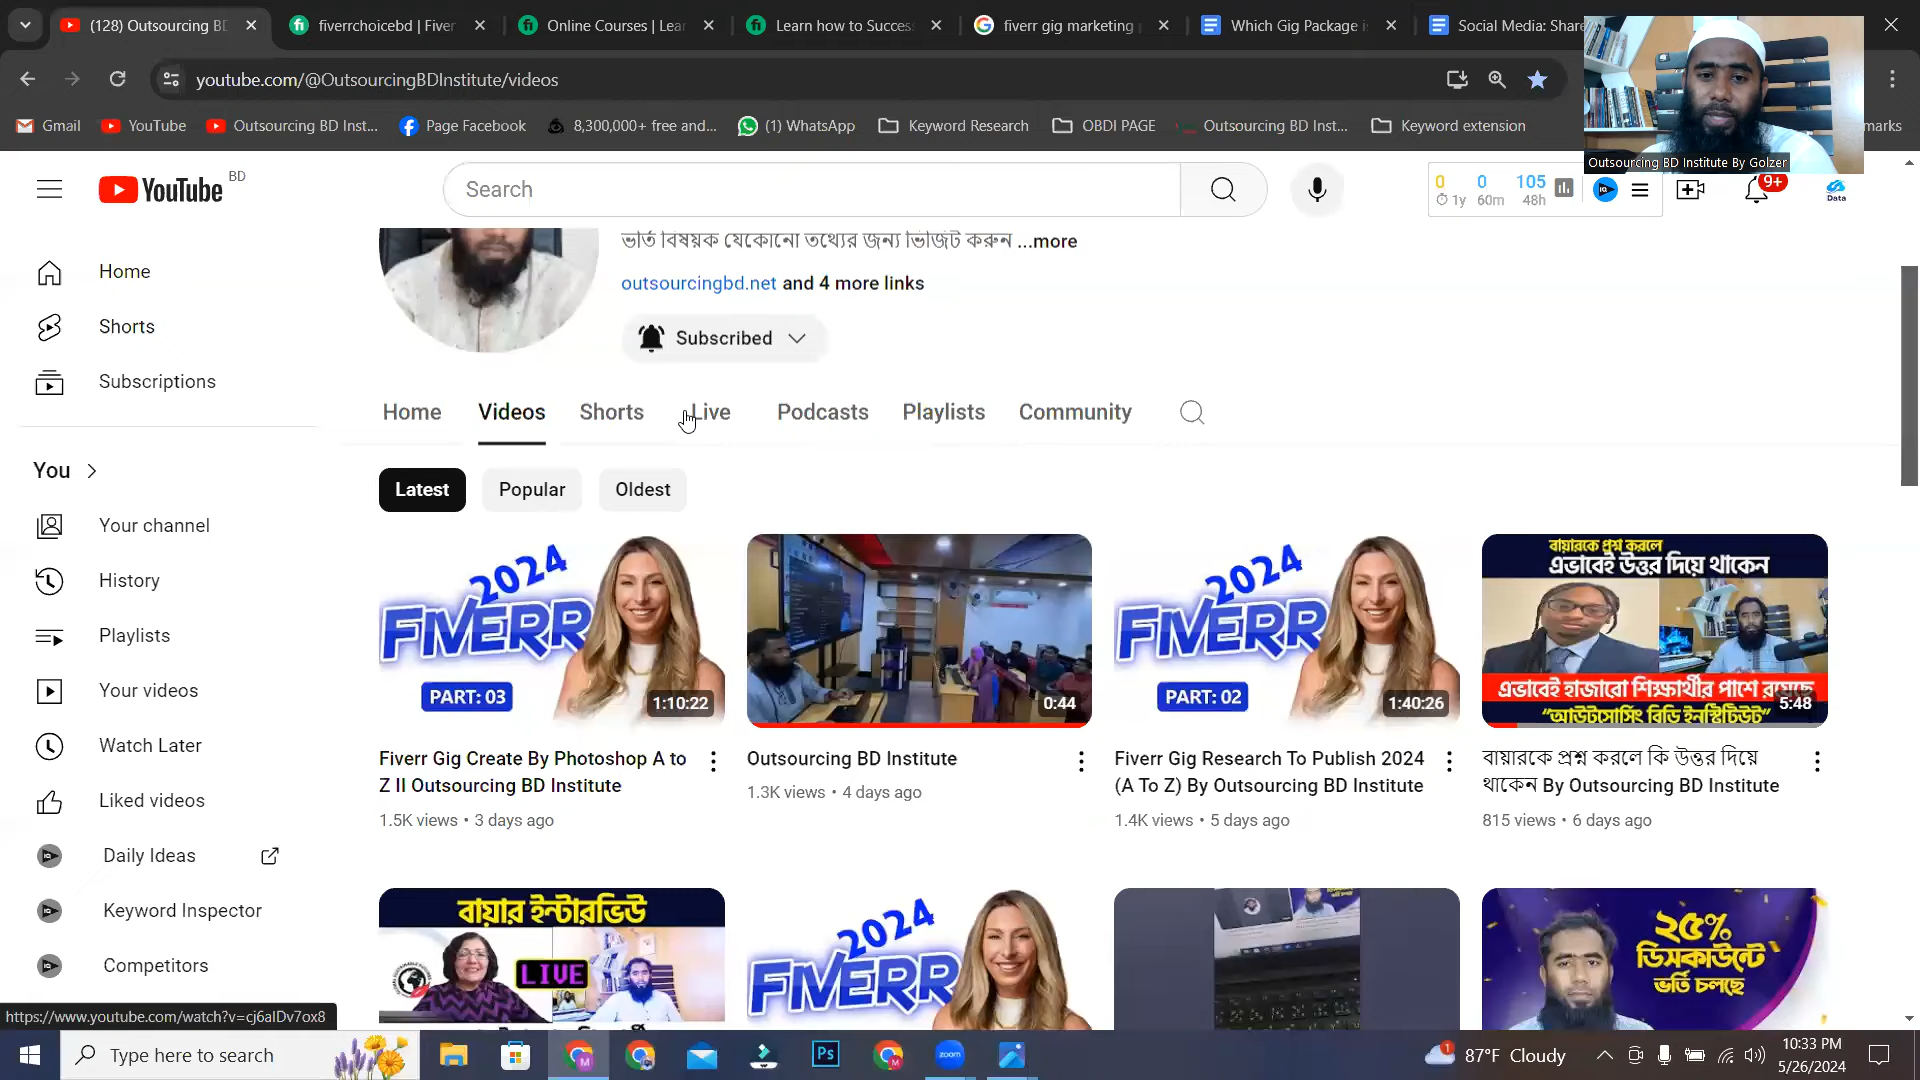 (128) Outsourcing BD
fiverrchoicebd | Fiver
Online Courses | Lear
Learn how to Success
fiverr gig marketing
Which Gig Package i
Social Media: Share
youtube.com/@OutsourcingBDInstitute/videos
Gmail
YouTube
Outsourcing BD Inst...
Page Facebook
8,300,000+ free and...
(1) WhatsApp
Keyword Research
OBDI PAGE
Outsourcing BD Inst...
Keyword extension
marks
Outsourcing BD Institute By Golzer
YouTube BD
Search
0 0 105
1y 60m 48h
9+
Data
Home
Shorts
Subscriptions
You
Your channel
History
Playlists
Your videos
Watch Later
Liked videos
Daily Ideas
Keyword Inspector
Competitors
ভর্তি বিষয়ক যেকোনো তথ্যের জন্য ভিজিট করুন ...more
outsourcingbd.net and 4 more links
Subscribed
Home Videos Shorts Live Podcasts Playlists Community
Latest Popular Oldest
2024
FIVERR
PART: 03
1:10:22
Fiverr Gig Create By Photoshop A to
Z II Outsourcing BD Institute
1.5K views • 3 days ago
0:44
Outsourcing BD Institute
1.3K views • 4 days ago
2024
FIVERR
PART: 02
1:40:26
Fiverr Gig Research To Publish 2024
(A To Z) By Outsourcing BD Institute
1.4K views • 5 days ago
বায়ারকে প্রশ্ন করলে
এভাবেই উত্তর দিয়ে থাকেন
এভাবেই হাজারো শিক্ষার্থীর পাশে
"আউটসোর্সিং বিডি ইনস্টিটিউট"
5:48
বায়ারকে প্রশ্ন করলে কি উত্তর দিয়ে
থাকেন By Outsourcing BD Institute
815 views • 6 days ago
বায়ার ইন্টারভিউ
LIVE
2024
FIVERR
২৫%
ডিসকাউন্টে
ভর্তি চলছে
https://www.youtube.com/watch?v=cj6alDv7ox8
Type here to search
Ps
zoom
1
87°F Cloudy
10:33 PM
5/26/2024